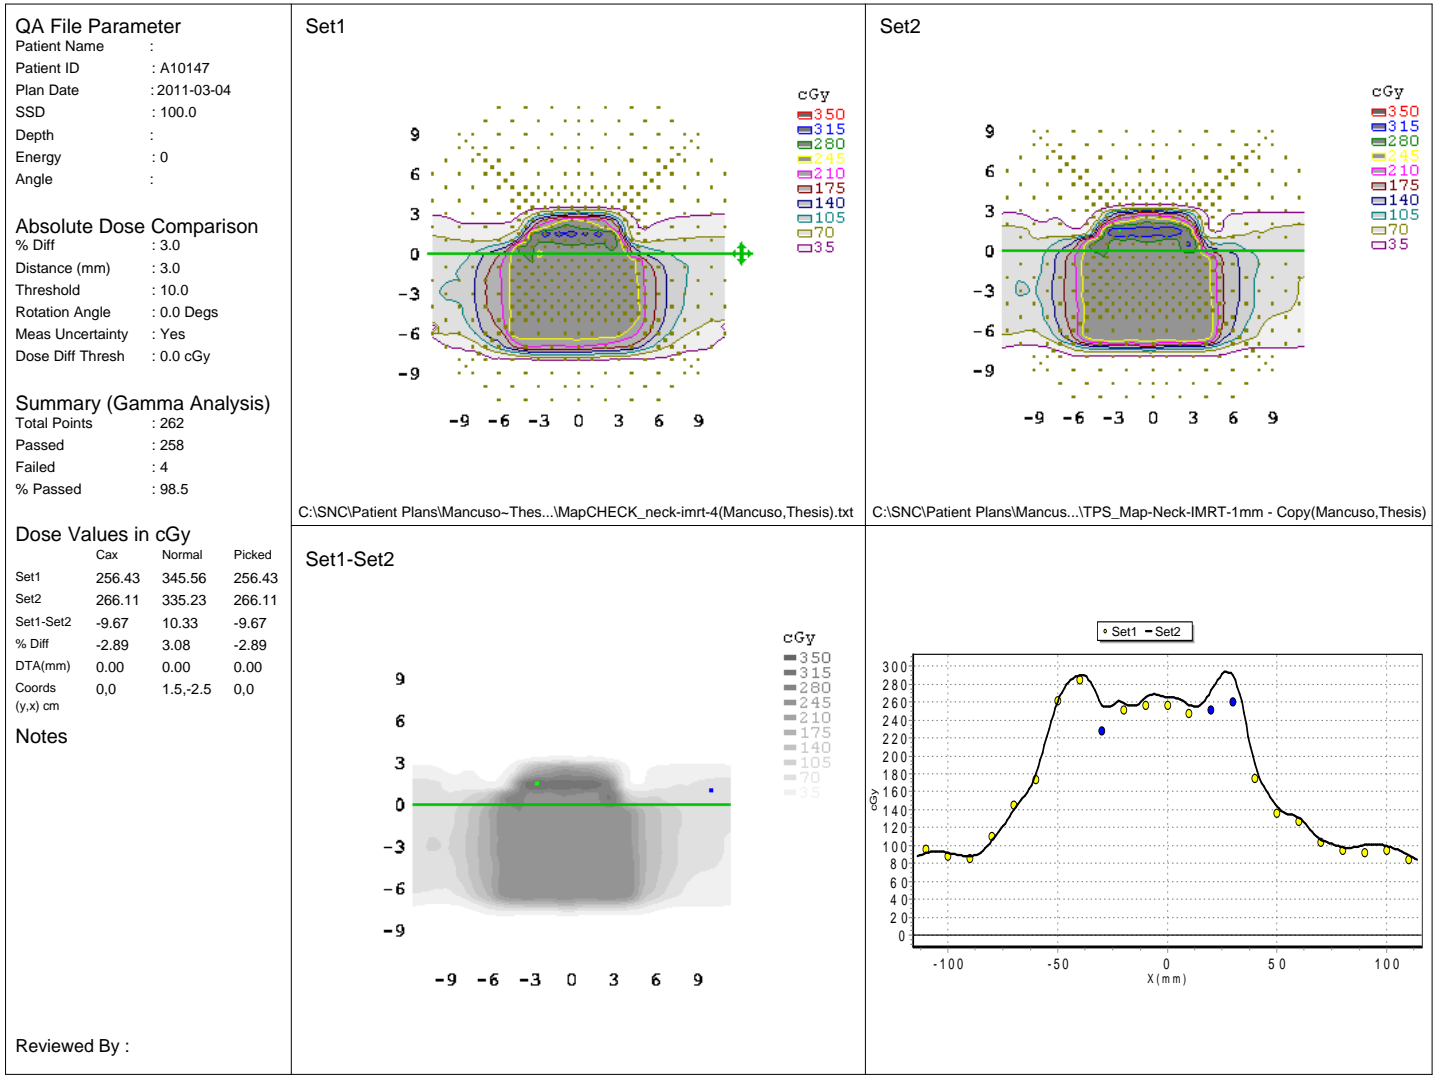 QA File Parameter
Patient Name :
Patient ID : A10147
Plan Date : 2011-03-04
SSD : 100.0
Depth :
Energy : 0
Angle :
Absolute Dose Comparison
% Diff : 3.0
Distance (mm) : 3.0
Threshold : 10.0
Rotation Angle : 0.0 Degs
Meas Uncertainty : Yes
Dose Diff Thresh : 0.0 cGy
Summary (Gamma Analysis)
Total Points : 262
Passed : 258
Failed : 4
% Passed : 98.5
Dose Values in cGy
Cax Normal Picked
Set1 256.43 345.56 256.43
Set2 266.11 335.23 266.11
Set1-Set2 -9.67 10.33 -9.67
% Diff -2.89 3.08 -2.89
DTA(mm) 0.00 0.00 0.00
Coords 0,0 1.5,-2.5 0,0
(y,x) cm
Notes
Reviewed By :
Set1
cGy
350
315
280
245
210
175
140
105
70
35
9
6
3
0
-3
-6
-9
-9 -6 -3 0 3 6 9
C:\SNC\Patient Plans\Mancuso~Thes...\MapCHECK_neck-imrt-4(Mancuso,Thesis).txt
Set2
cGy
350
315
280
245
210
175
140
105
70
35
9
6
3
0
-3
-6
-9
-9 -6 -3 0 3 6 9
C:\SNC\Patient Plans\Mancus...\TPS_Map-Neck-IMRT-1mm - Copy(Mancuso,Thesis)
Set1-Set2
cGy
350
315
280
245
210
175
140
105
70
35
9
6
3
0
-3
-6
-9
-9 -6 -3 0 3 6 9
Set1 Set2
300
280
260
240
220
200
180
160
140
120
100
80
60
40
20
0
cGy
-100 -50 0 50 100
X(mm)